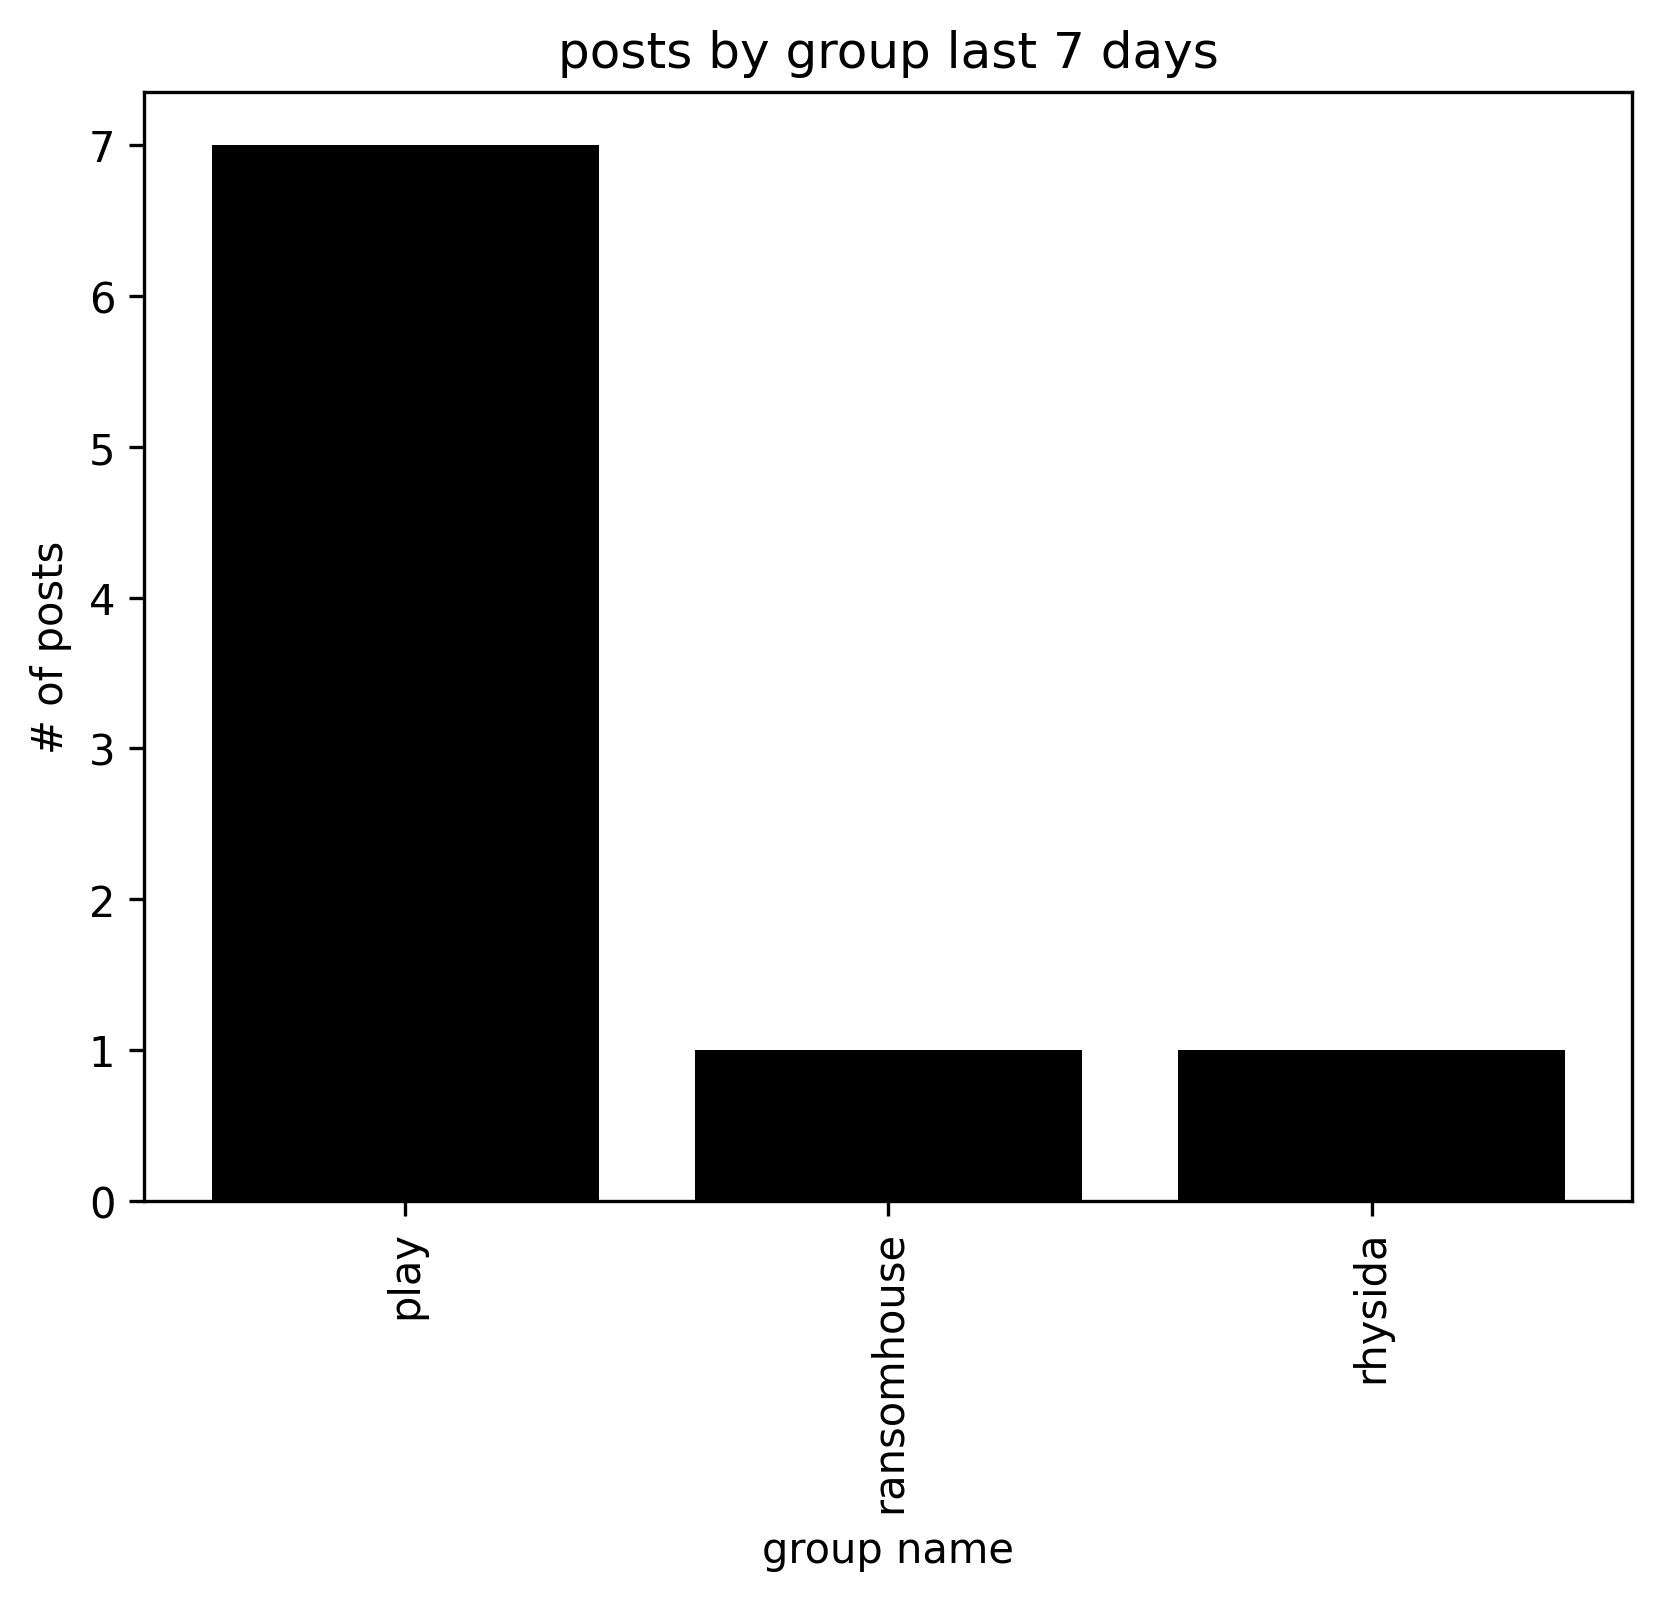 posts by group last 7 days
# of posts
7
6
5
4
3
2
1
0
play
ransomhouse
rhysida
group name